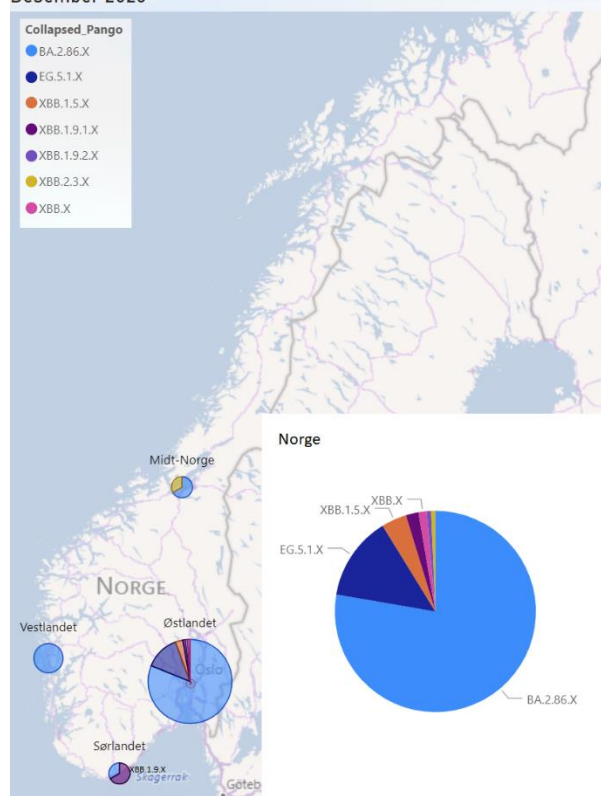 Desember 2023
Collapsed_Pango
BA.2.86.X
EG.5.1.X
XBB.1.5.X
XBB.1.9.1.X
XBB.1.9.2.X
XBB.2.3.X
XBB.X
Norge
Midt-Norge
XBB.X
XBB.1.5.X
EG.5.1.X
NORGE
Vestlandet
Østlandet
Oslo
BA.2.86.X
Sørlandet
XBB.1.9.X
Skagerrak
Göteb